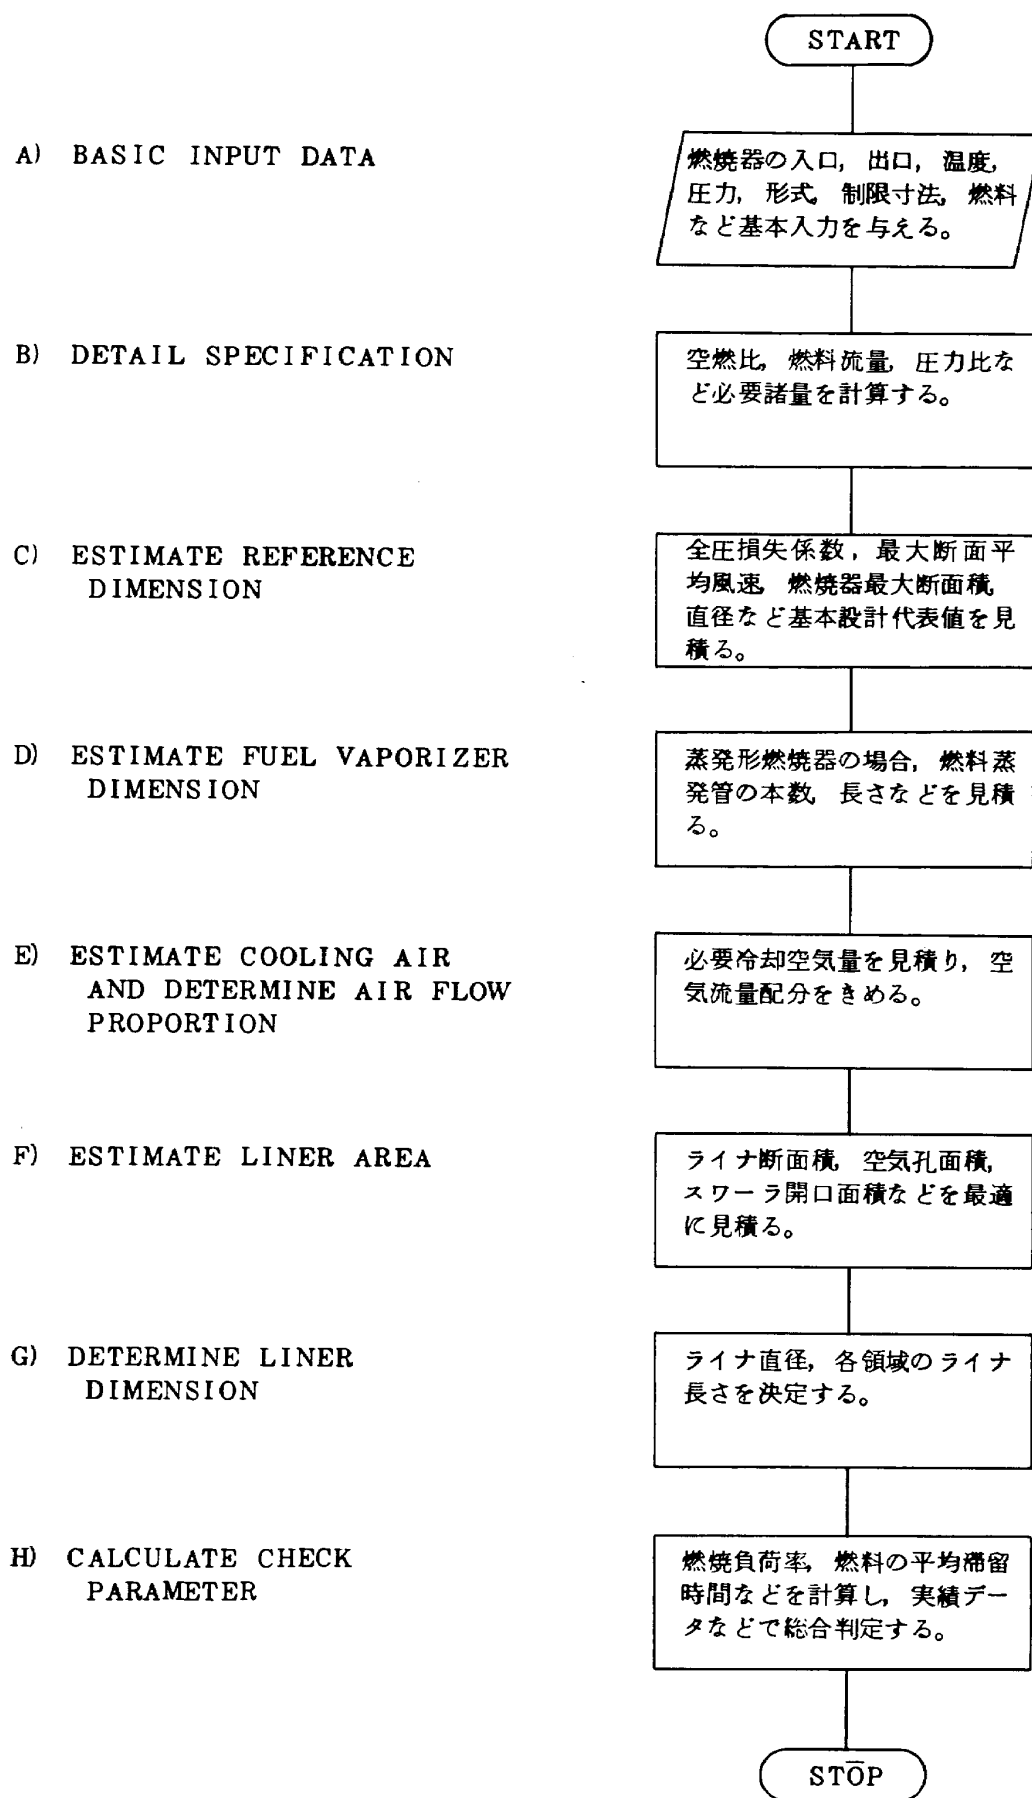 START
A) BASIC INPUT DATA
燃焼器の入口, 出口, 温度,
圧力, 形式, 制限寸法, 燃料
など基本入力を与える。
B) DETAIL SPECIFICATION
空燃比, 燃料流量, 圧力比な
ど必要諸量を計算する。
C) ESTIMATE REFERENCE
DIMENSION
全圧損失係数, 最大断面平
均風速, 燃焼器最大断面積,
直径など基本設計代表値を見
積る。
D) ESTIMATE FUEL VAPORIZER
DIMENSION
蒸発形燃焼器の場合, 燃料蒸
発管の本数, 長さなどを見積
る。
E) ESTIMATE COOLING AIR
AND DETERMINE AIR FLOW
PROPORTION
必要冷却空気量を見積り, 空
気流量配分をきめる。
F) ESTIMATE LINER AREA
ライナ断面積, 空気孔面積,
スワーラ開口面積などを最適
に見積る。
G) DETERMINE LINER
DIMENSION
ライナ直径, 各領域のライナ
長さを決定する。
H) CALCULATE CHECK
PARAMETER
燃焼負荷率, 燃料の平均滞留
時間などを計算し, 実績デー
タなどで総合判定する。
STOP